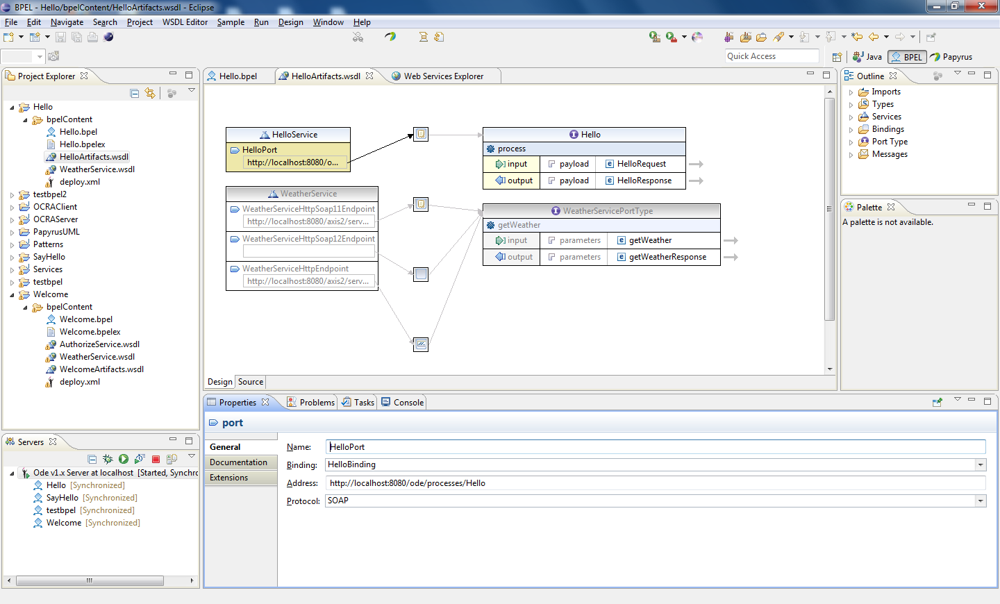 BPEL - Hello/bpelContent/HelloArtifacts.wsdl - Eclipse
File Edit Navigate Search Project WSDL Editor Sample Run Design Window Help
Quick Access
Java BPEL Papyrus
Project Explorer
Hello
bpelContent
Hello.bpel
Hello.bpelex
HelloArtifacts.wsdl
WeatherService.wsdl
deploy.xml
testbpel2
OCRAClient
OCRAServer
PapyrusUML
Patterns
SayHello
Services
testbpel
Welcome
bpelContent
Welcome.bpel
Welcome.bpelex
AuthorizeService.wsdl
WeatherService.wsdl
WelcomeArtifacts.wsdl
deploy.xml
Servers
Ode v1.x Server at localhost [Started, Synchro
Hello [Synchronized]
SayHello [Synchronized]
testbpel [Synchronized]
Welcome [Synchronized]
Hello.bpel HelloArtifacts.wsdl Web Services Explorer
HelloService
HelloPort
http://localhost:8080/o...
WeatherService
WeatherServiceHttpSoap11Endpoint
http://localhost:8080/axis2/serv...
WeatherServiceHttpSoap12Endpoint
WeatherServiceHttpEndpoint
http://localhost:8080/axis2/serv...
Hello
process
input payload HelloRequest
output payload HelloResponse
WeatherServicePortType
getWeather
input parameters getWeather
output parameters getWeatherResponse
Design Source
Outline
Imports
Types
Services
Bindings
Port Type
Messages
Palette
A palette is not available.
Properties Problems Tasks Console
port
General
Documentation
Extensions
Name: HelloPort
Binding: HelloBinding
Address: http://localhost:8080/ode/processes/Hello
Protocol: SOAP